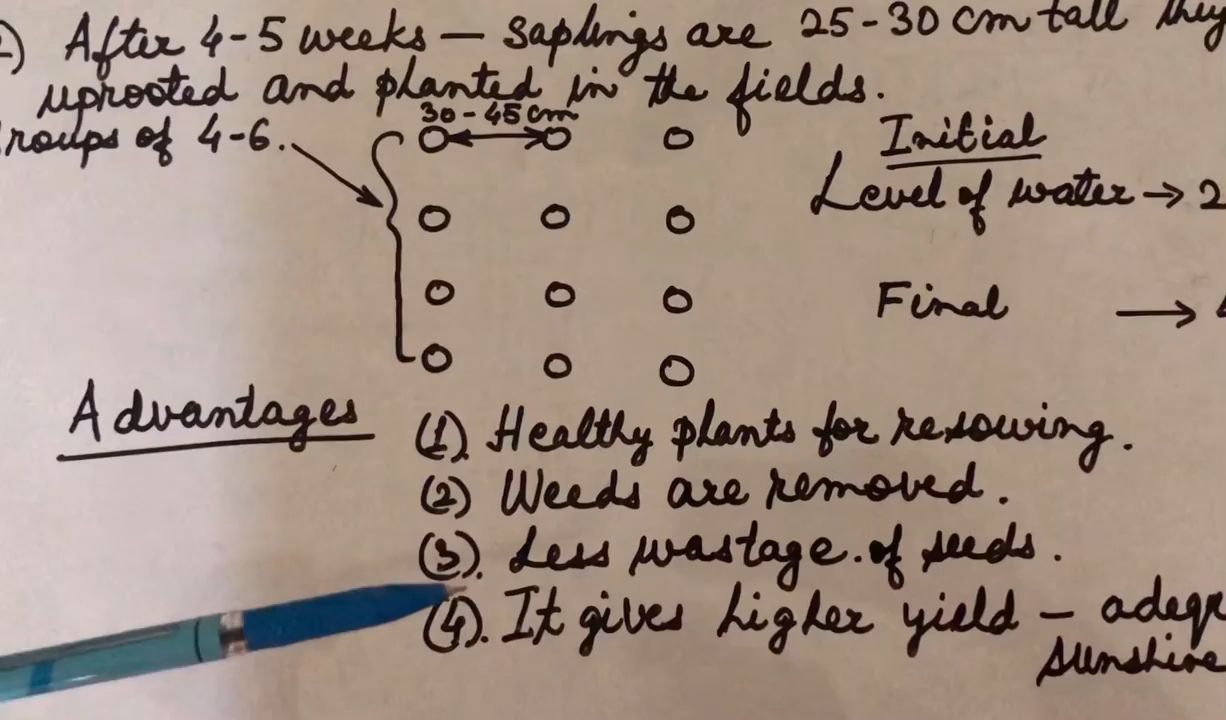 After 4-5 weeks — saplings are 25-30 cm tall they
uprooted and planted in the fields.
30-45 cm
roups of 4-6.
Initial
Level of water → 2
Final →
Advantages
(1). Healthy plants for resowing.
(2) Weeds are removed.
(3). Less wastage. of seeds.
(4). It gives higher yield — adeq
sunshine